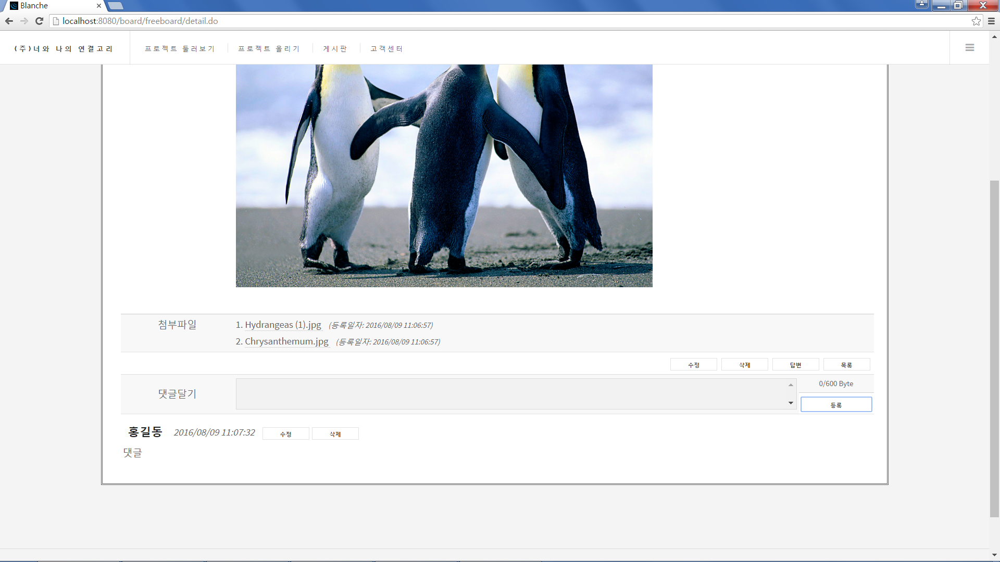 Blanche
localhost:8080/board/freeboard/detail.do
(주)너와 나의 연결고리
프로젝트 둘러보기
프로젝트 올리기
게시판
고객센터
첨부파일
1. Hydrangeas (1).jpg (등록일자: 2016/08/09 11:06:57)
2. Chrysanthemum.jpg (등록일자: 2016/08/09 11:06:57)
수정 삭제 답변 목록
댓글달기
0/600 Byte
등록
홍길동 2016/08/09 11:07:32 수정 삭제
댓글